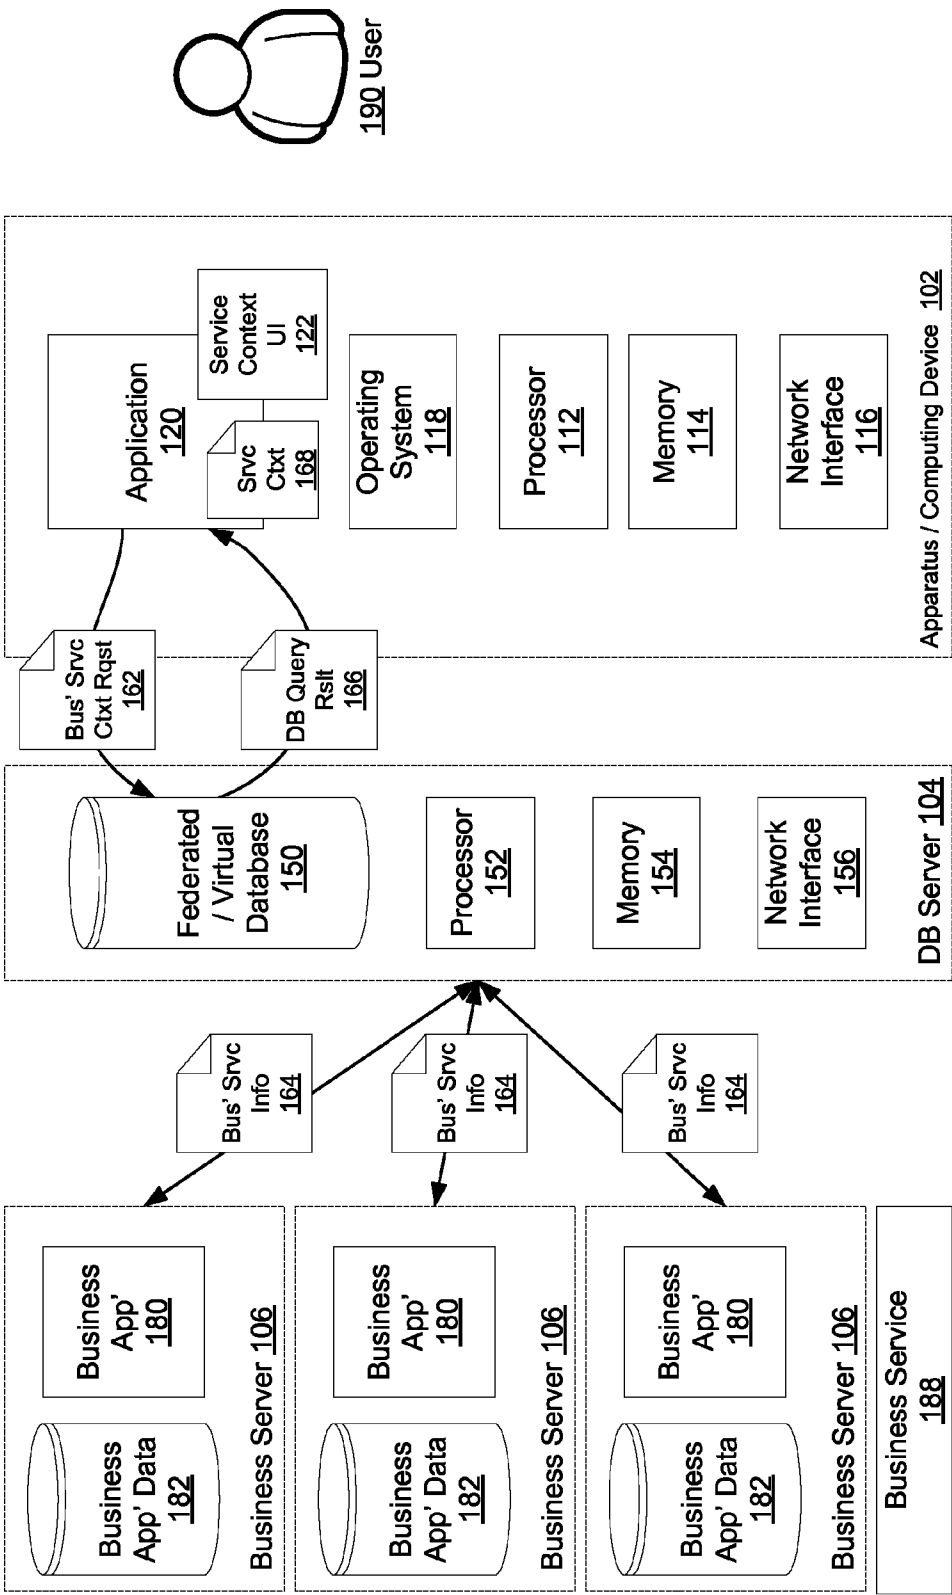 190 User
Application
120
Service
Context
UI
122
Srvc
Ctxt
168
Operating
System
118
Processor
112
Memory
114
Network
Interface
116
Apparatus / Computing Device 102
Bus' Srvc
Ctxt Rqst
162
DB Query
Rslt
166
Federated
/ Virtual
Database
150
Processor
152
Memory
154
Network
Interface
156
DB Server 104
Bus' Srvc
Info
164
Bus' Srvc
Info
164
Bus' Srvc
Info
164
Business
App'
180
Business
App' Data
182
Business Server 106
Business
App'
180
Business
App' Data
182
Business Server 106
Business
App'
180
Business
App' Data
182
Business Server 106
Business Service
188